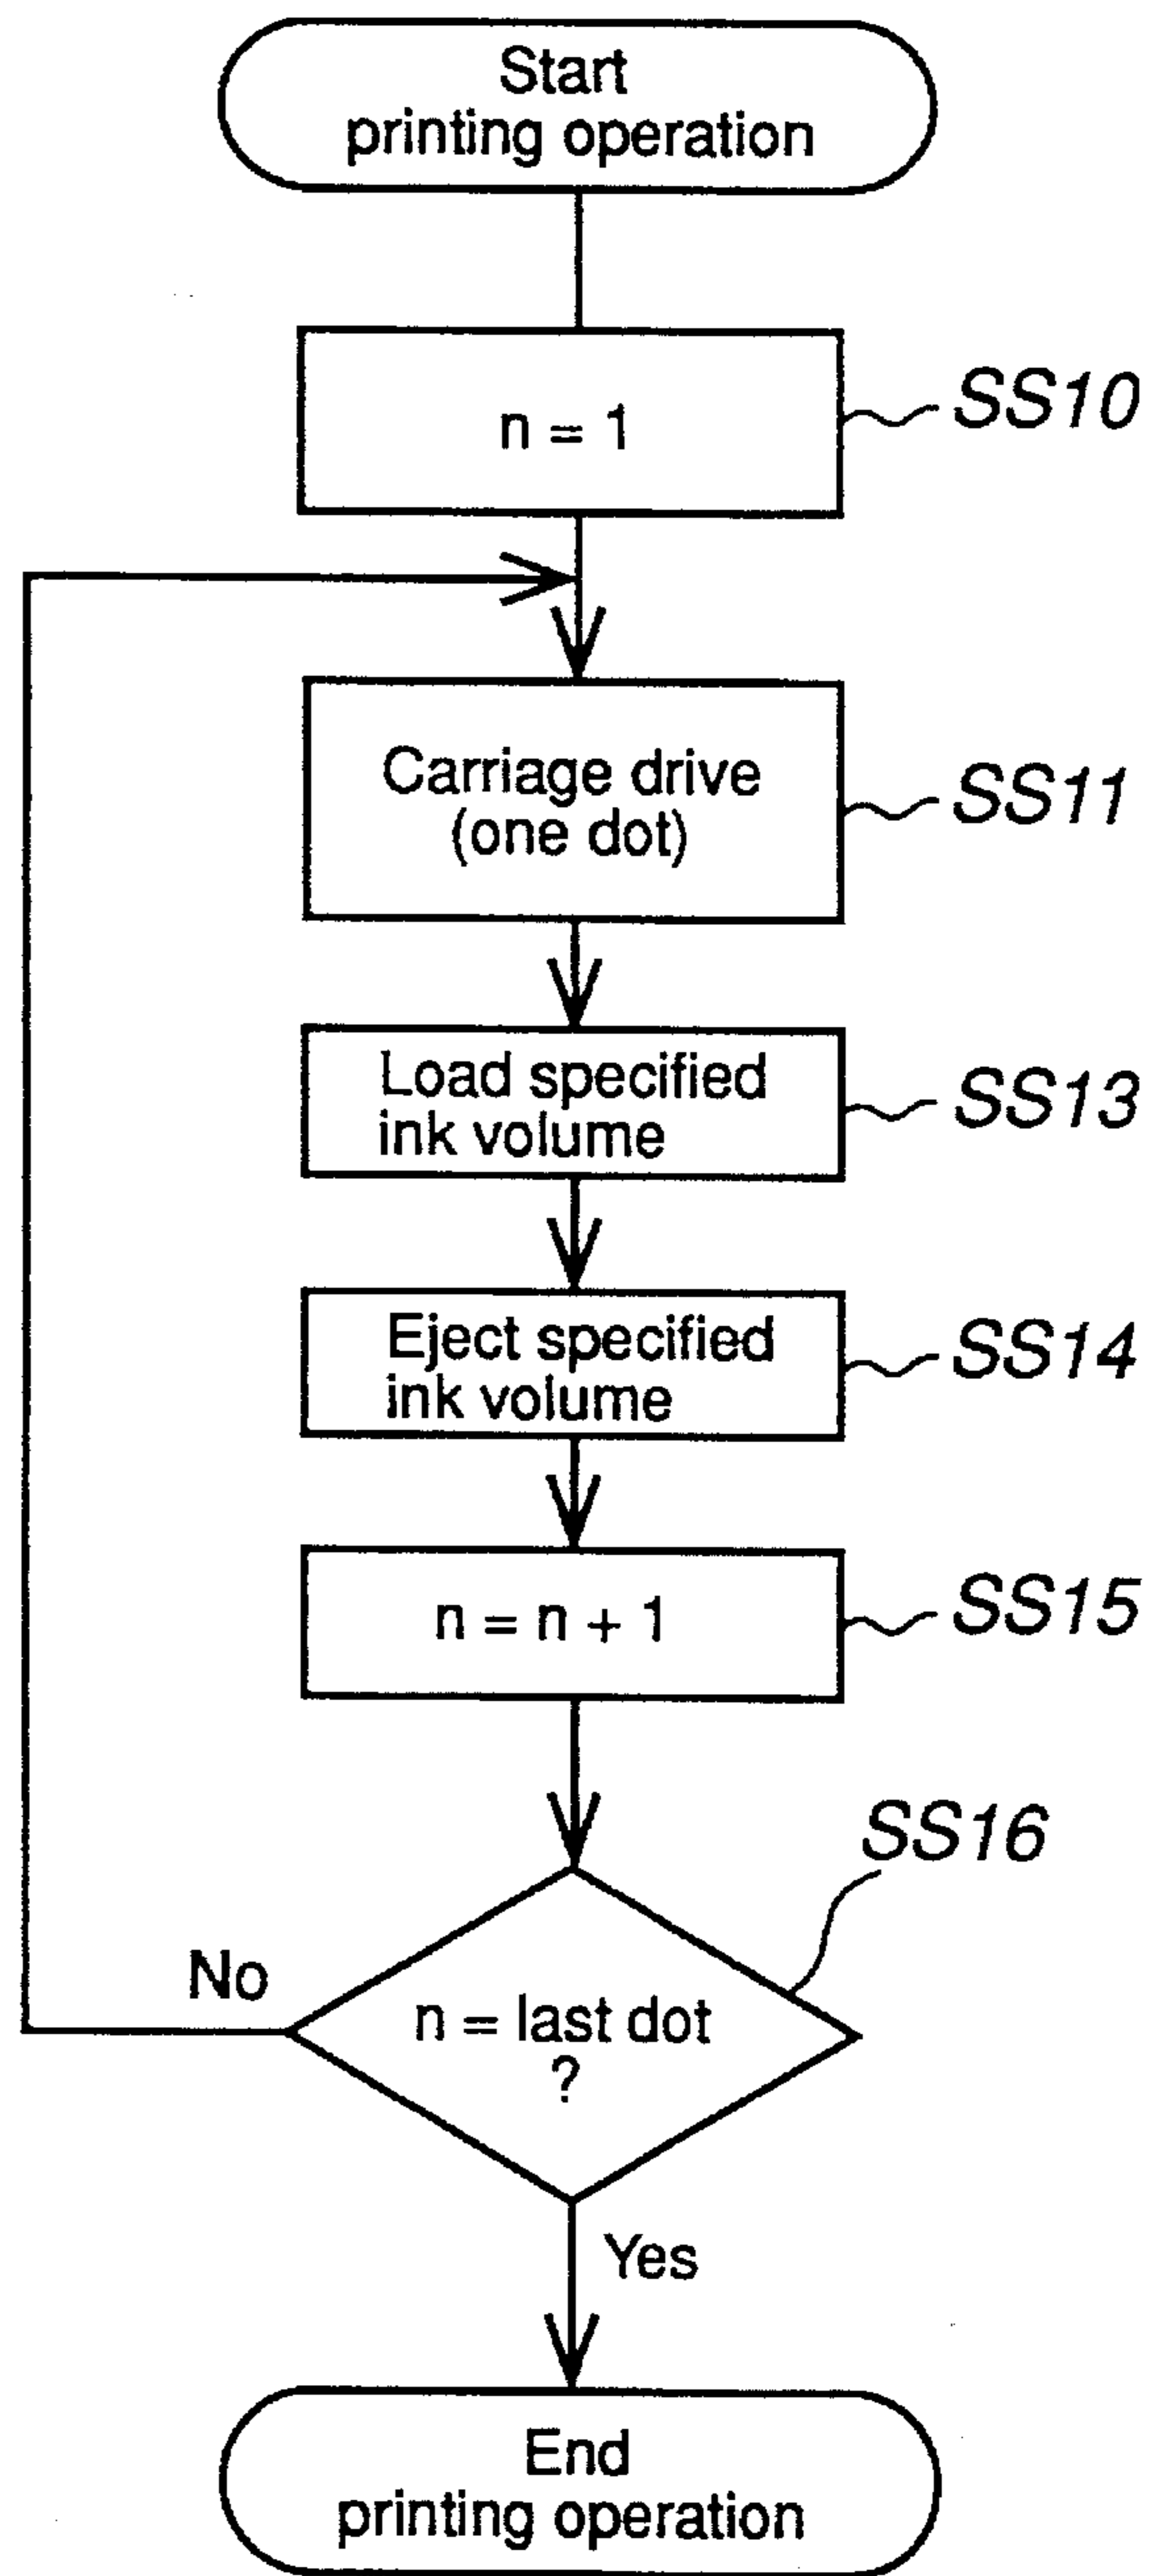 Start
printing operation
n = 1
SS10
Carriage drive
(one dot)
SS11
Load specified
ink volume
SS13
Eject specified
ink volume
SS14
n = n + 1
SS15
SS16
No
n = last dot
?
Yes
End
printing operation